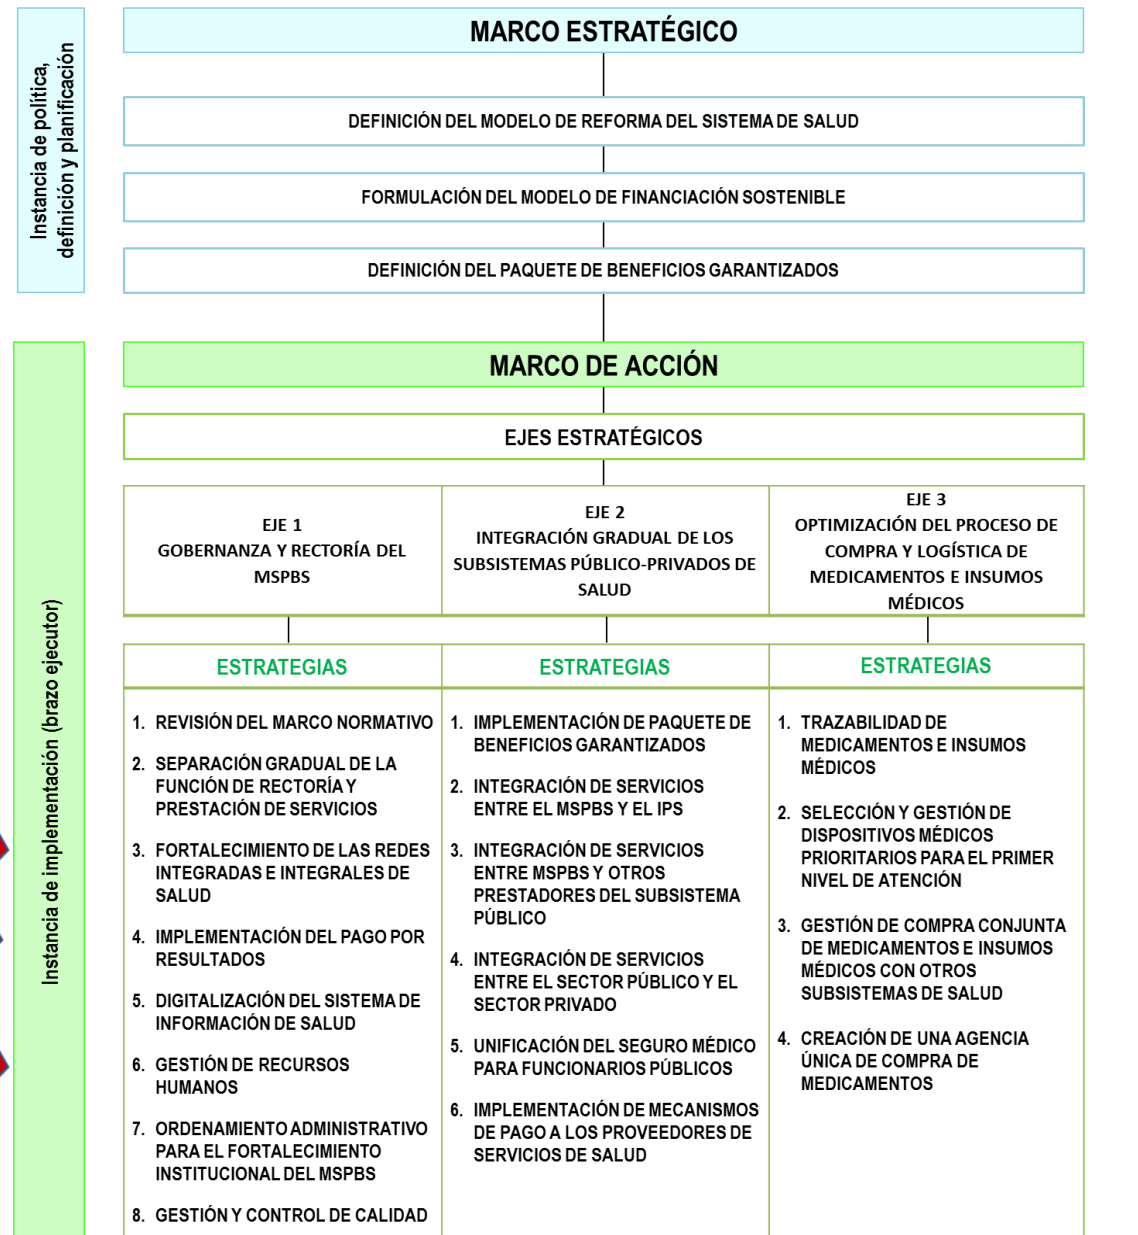 Instancia de política,
definición y planificación
MARCO ESTRATÉGICO
DEFINICIÓN DEL MODELO DE REFORMA DEL SISTEMA DE SALUD
FORMULACIÓN DEL MODELO DE FINANCIACIÓN SOSTENIBLE
DEFINICIÓN DEL PAQUETE DE BENEFICIOS GARANTIZADOS
Instancia de implementación (brazo ejecutor)
MARCO DE ACCIÓN
EJES ESTRATÉGICOS
EJE 1
GOBERNANZA Y RECTORÍA DEL
MSPBS
EJE 2
INTEGRACIÓN GRADUAL DE LOS
SUBSISTEMAS PÚBLICO-PRIVADOS DE
SALUD
EJE 3
OPTIMIZACIÓN DEL PROCESO DE
COMPRA Y LOGÍSTICA DE
MEDICAMENTOS E INSUMOS
MÉDICOS
ESTRATEGIAS
1. REVISIÓN DEL MARCO NORMATIVO
2. SEPARACIÓN GRADUAL DE LA
FUNCIÓN DE RECTORÍA Y
PRESTACIÓN DE SERVICIOS
3. FORTALECIMIENTO DE LAS REDES
INTEGRADAS E INTEGRALES DE
SALUD
4. IMPLEMENTACIÓN DEL PAGO POR
RESULTADOS
5. DIGITALIZACIÓN DEL SISTEMA DE
INFORMACIÓN DE SALUD
6. GESTIÓN DE RECURSOS
HUMANOS
7. ORDENAMIENTO ADMINISTRATIVO
PARA EL FORTALECIMIENTO
INSTITUCIONAL DEL MSPBS
8. GESTIÓN Y CONTROL DE CALIDAD
ESTRATEGIAS
1. IMPLEMENTACIÓN DE PAQUETE DE
BENEFICIOS GARANTIZADOS
2. INTEGRACIÓN DE SERVICIOS
ENTRE EL MSPBS Y EL IPS
3. INTEGRACIÓN DE SERVICIOS
ENTRE MSPBS Y OTROS
PRESTADORES DEL SUBSISTEMA
PÚBLICO
4. INTEGRACIÓN DE SERVICIOS
ENTRE EL SECTOR PÚBLICO Y EL
SECTOR PRIVADO
5. UNIFICACIÓN DEL SEGURO MÉDICO
PARA FUNCIONARIOS PÚBLICOS
6. IMPLEMENTACIÓN DE MECANISMOS
DE PAGO A LOS PROVEEDORES DE
SERVICIOS DE SALUD
ESTRATEGIAS
1. TRAZABILIDAD DE
MEDICAMENTOS E INSUMOS
MÉDICOS
2. SELECCIÓN Y GESTIÓN DE
DISPOSITIVOS MÉDICOS
PRIORITARIOS PARA EL PRIMER
NIVEL DE ATENCIÓN
3. GESTIÓN DE COMPRA CONJUNTA
DE MEDICAMENTOS E INSUMOS
MÉDICOS CON OTROS
SUBSISTEMAS DE SALUD
4. CREACIÓN DE UNA AGENCIA
ÚNICA DE COMPRA DE
MEDICAMENTOS